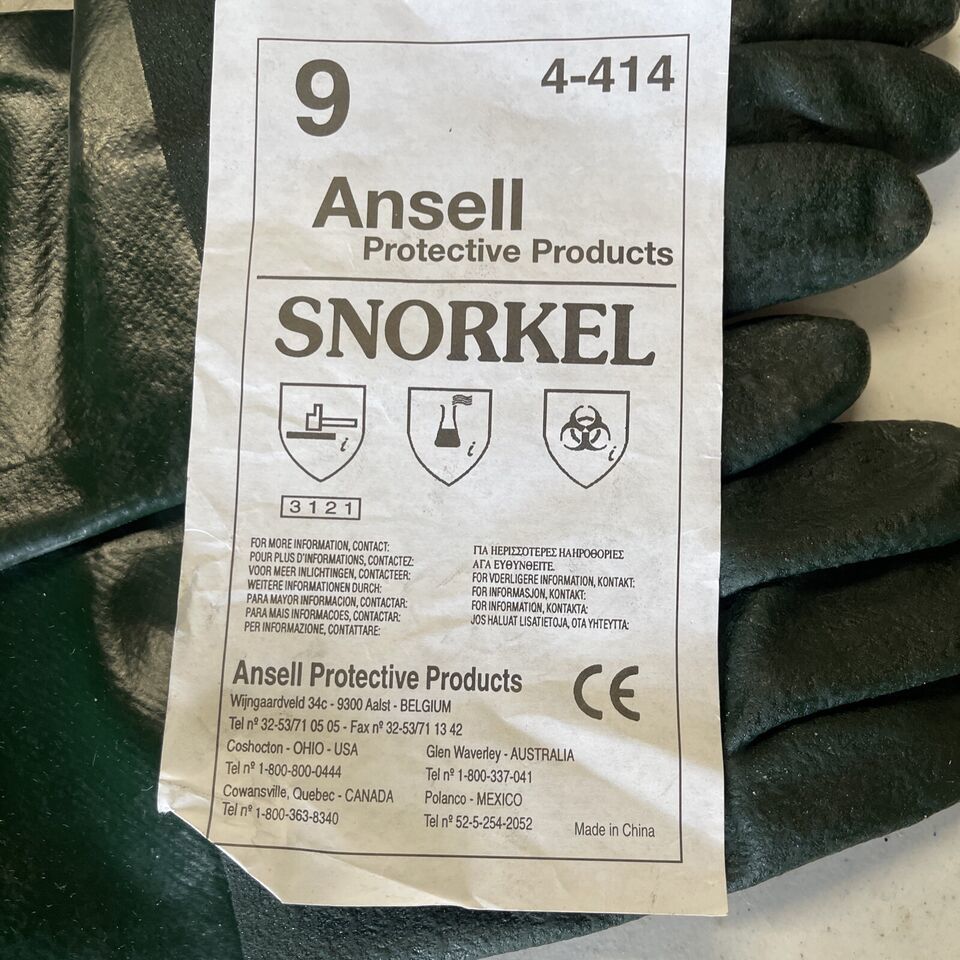 9
4-414
Ansell
Protective Products
SNORKEL
i
i
i
3121
FOR MORE INFORMATION, CONTACT:
POUR PLUS D'INFORMATIONS, CONTACTEZ:
VOOR MEER INLICHTINGEN, CONTACTEER:
WEITERE INFORMATIONEN DURCH:
PARA MAYOR INFORMACION, CONTACTAR:
PARA MAIS INFORMACOES, CONTACTAR:
PER INFORMAZIONE, CONTATTARE:
ΓΙΑ ΗΕΡΙΣΣΟΤΕΡΕΣ ΗΛΗΡΟΘΟΡΙΕΣ
ΑΓΑ ΕΥΘΥΝΘΕΙΤΕ.
FOR VDERLIGERE INFORMATION, KONTAKT:
FOR INFORMASJON, KONTAKT:
FOR INFORMATION, KONTAKTA:
JOS HALUAT LISATIETOJA, OTA YHTEYTTA:
Ansell Protective Products
CE
Wijngaardveld 34c - 9300 Aalst - BELGIUM
Tel nº 32-53/71 05 05 - Fax nº 32-53/71 13 42
Coshocton - OHIO - USA
Tel nº 1-800-800-0444
Cowansville, Quebec - CANADA
Tel nº 1-800-363-8340
Glen Waverley - AUSTRALIA
Tel nº 1-800-337-041
Polanco - MEXICO
Tel nº 52-5-254-2052
Made in China